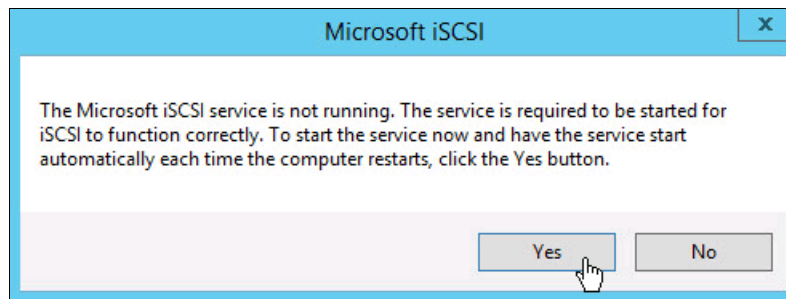 Microsoft iSCSI
x
The Microsoft iSCSI service is not running. The service is required to be started for
iSCSI to function correctly. To start the service now and have the service start
automatically each time the computer restarts, click the Yes button.
Yes No